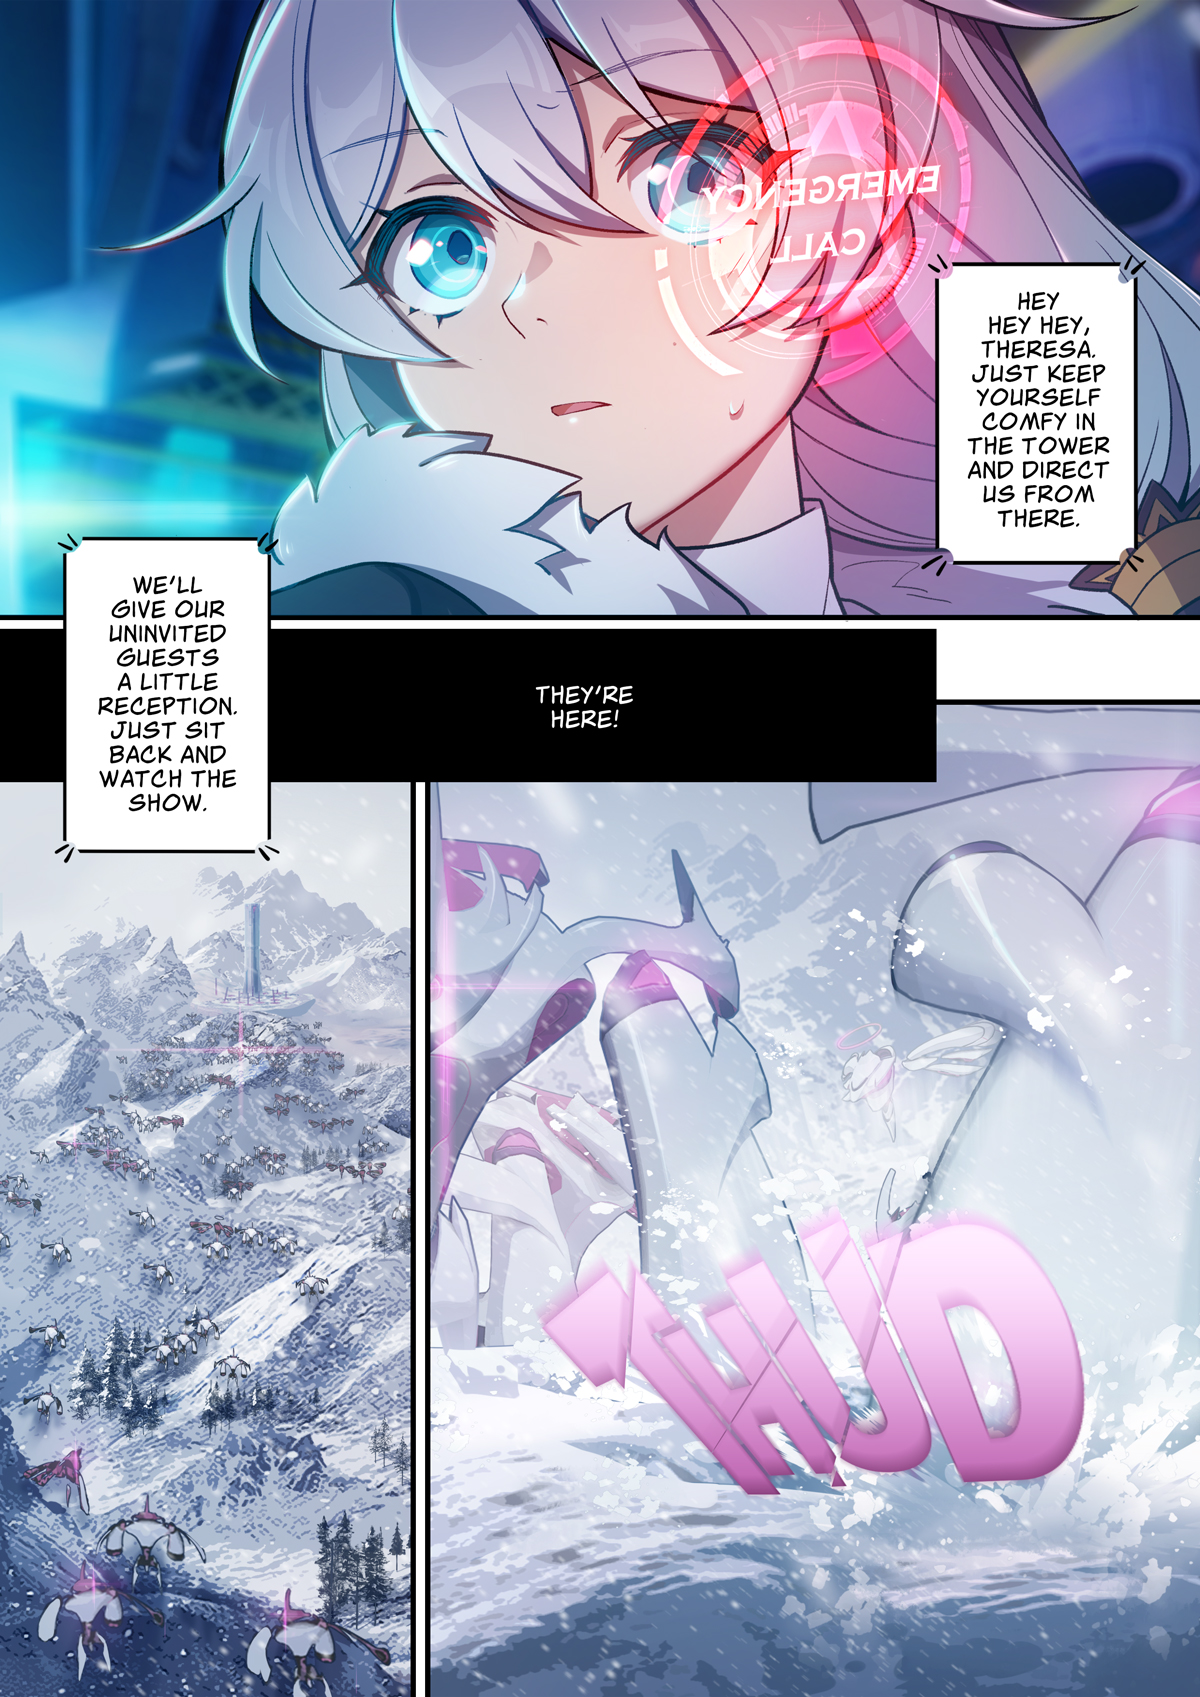 EMERGENCY
CALL
HEY
HEY HEY,
THERESA.
JUST KEEP
YOURSELF
COMFY IN
THE TOWER
AND DIRECT
US FROM
THERE.
WE'LL
GIVE OUR
UNINVITED
GUESTS
A LITTLE
RECEPTION.
JUST SIT
BACK AND
WATCH THE
SHOW.
THEY'RE
HERE!
THUD